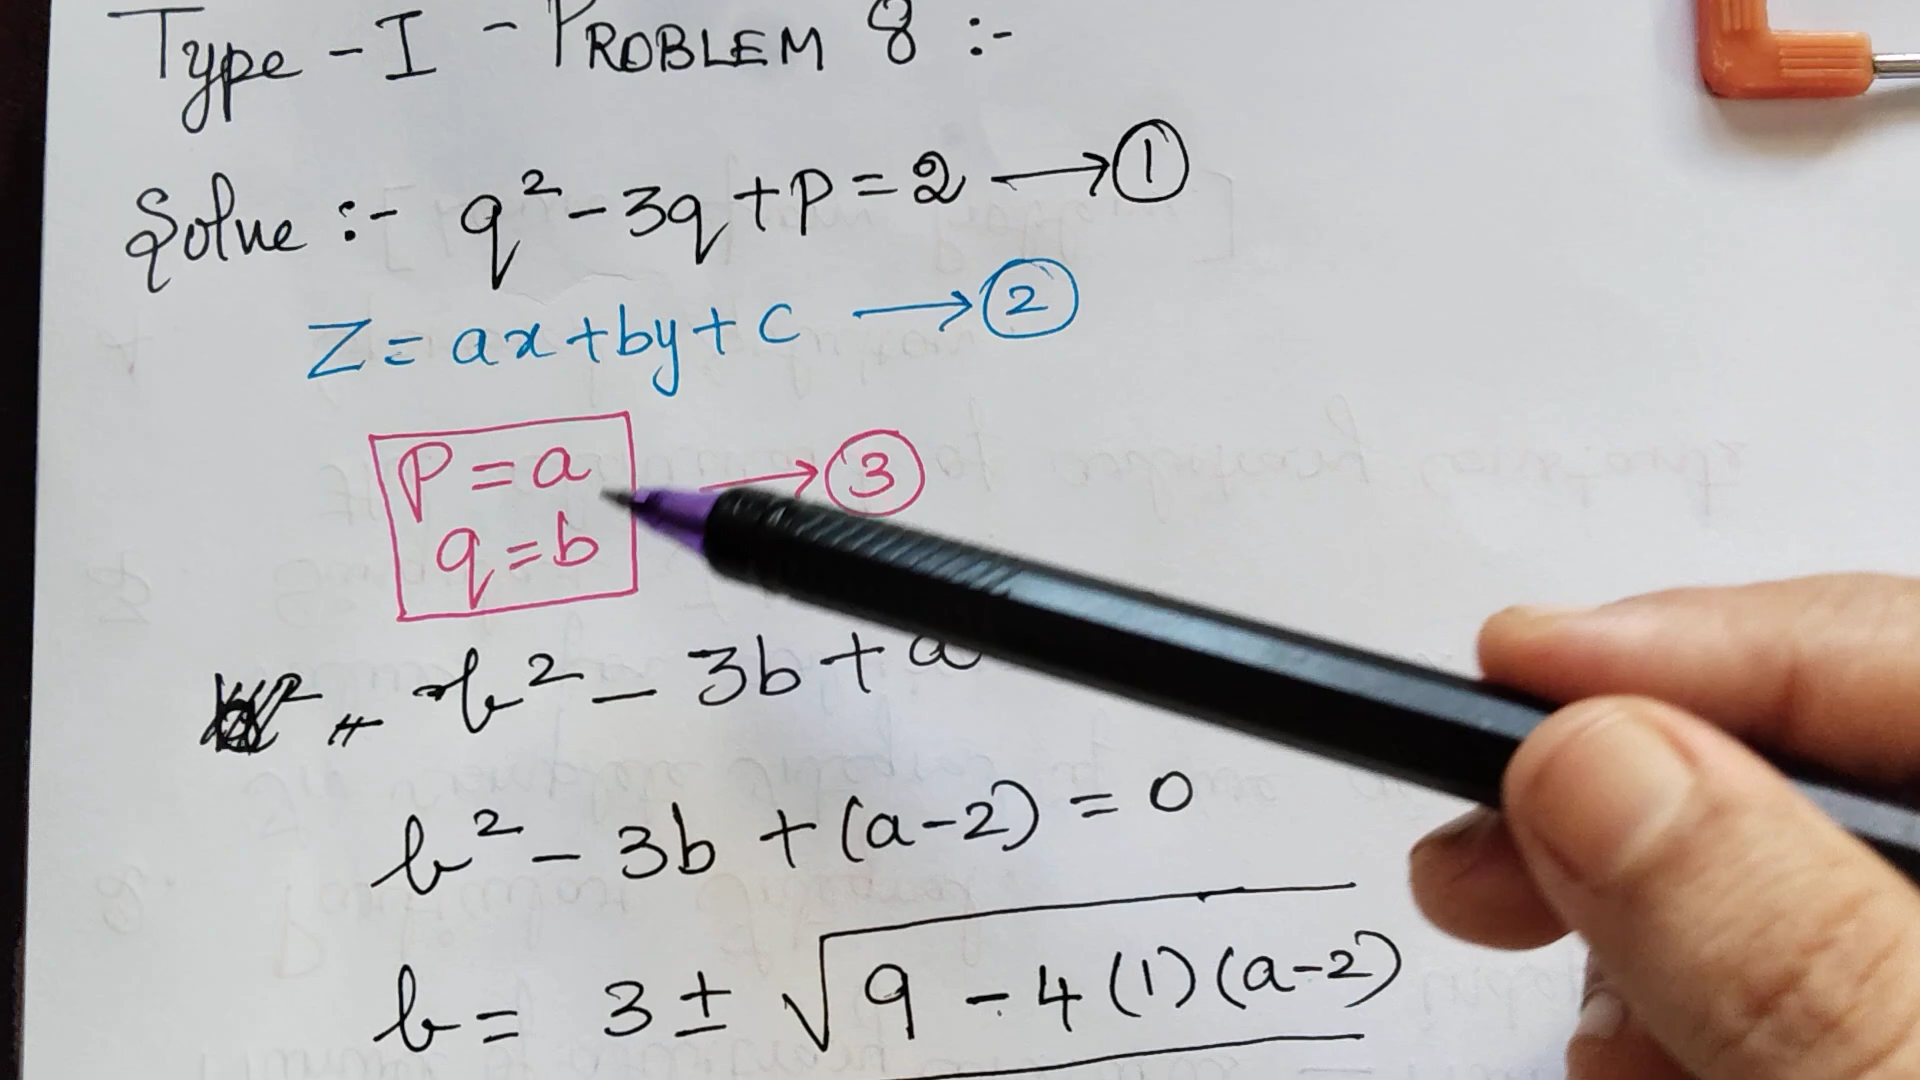 Type - I - PROBLEM 8 :-
Solve :- q² - 3q + p = 2 → ①
Z = ax + by + c → ②
p = a → ③
q = b
b² - 3b + a
b² - 3b + (a-2) = 0
b = 3 ± √9 - 4(1)(a-2)